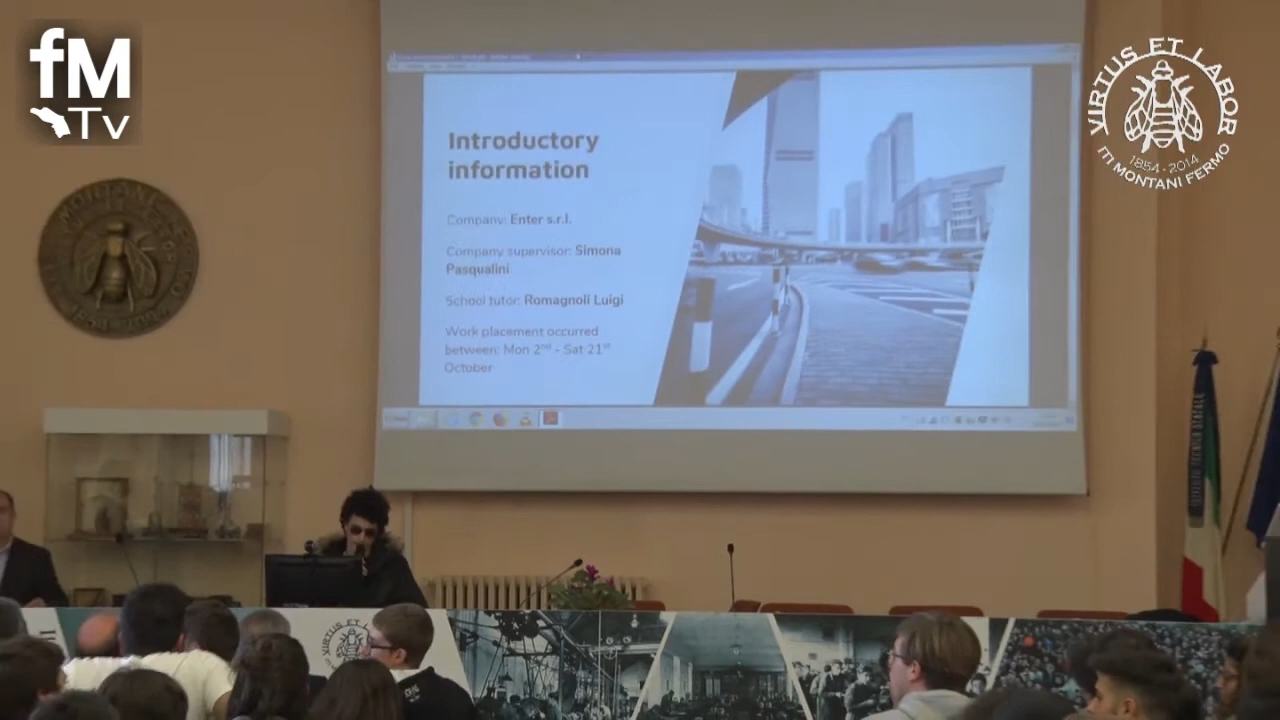 fM
Tv
VIRTUS ET LABOR
1854 - 2014
ITI MONTANI FERMO
Introductory
information
Company: Enter s.r.l.
Company supervisor: Simona
Pasqualini
School tutor: Romagnoli Luigi
Work placement occurred
between: Mon 2nd - Sat 21st
October